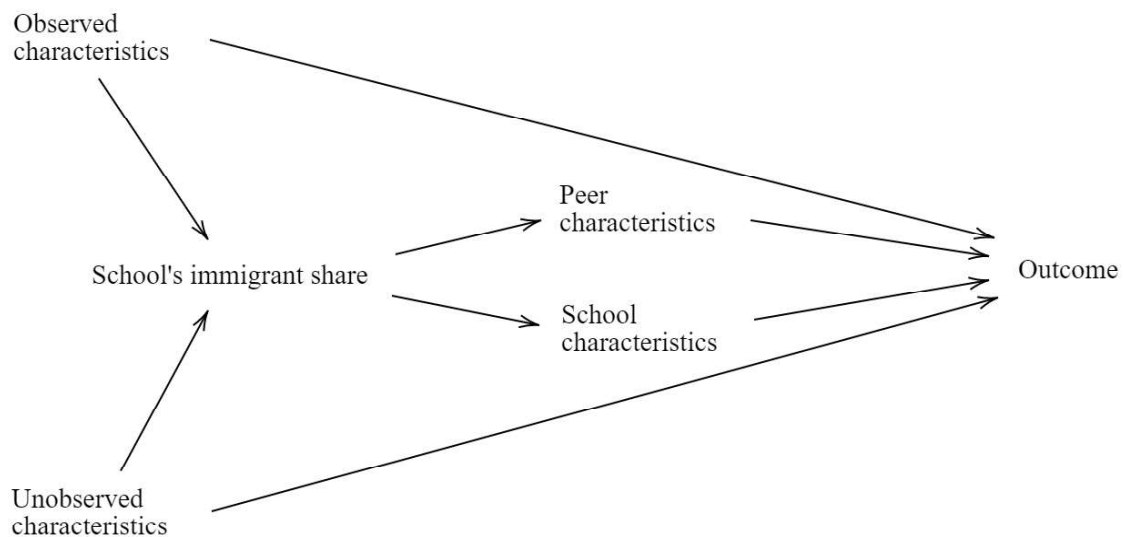 Observed
characteristics
Peer
characteristics
School's immigrant share
Outcome
School
characteristics
Unobserved
characteristics